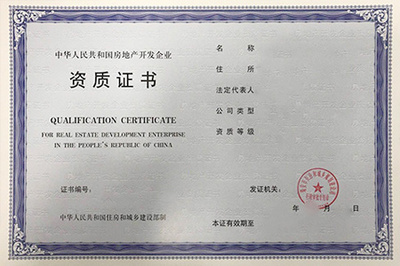 中华人民共和国房地产开发企业
资质证书
QUALIFICATION CERTIFICATE
FOR REAL ESTATE DEVELOPMENT ENTERPRISE
IN THE PEOPLE'S REPUBLIC OF CHINA
证书编号：
中华人民共和国住房和城乡建设部制
名称
住所
法定代表人
公司类型
资质等级
发证机关：
年 月 日
本证有效期至